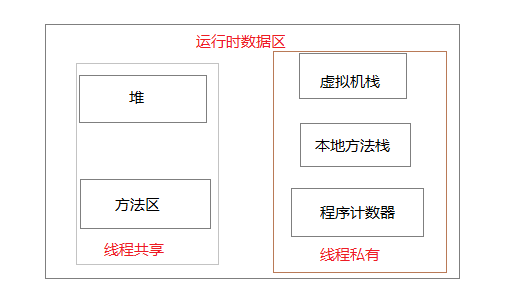 运行时数据区
堆
方法区
线程共享
虚拟机栈
本地方法栈
程序计数器
线程私有